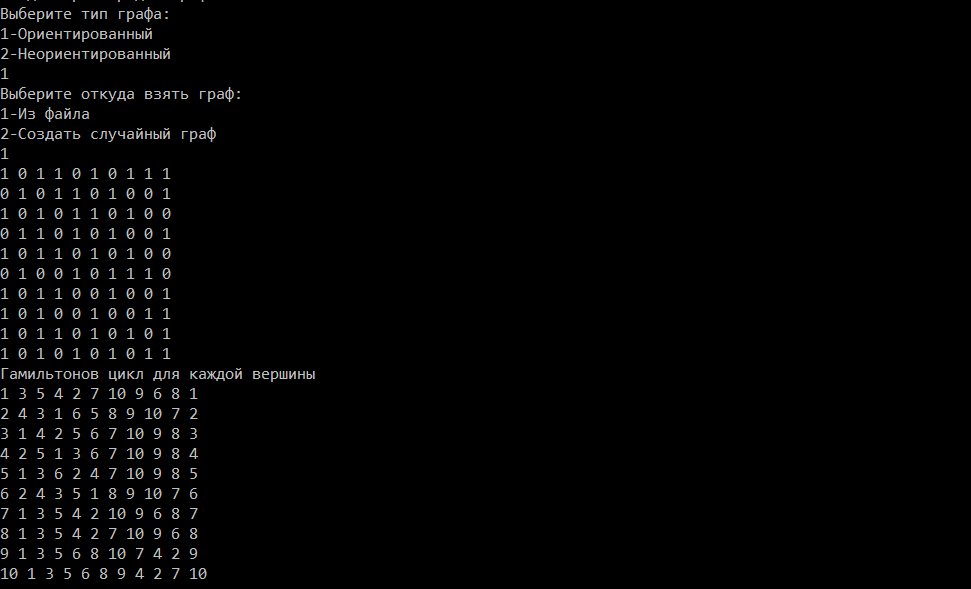 Выберите тип графа:
1-Ориентированный
2-Неориентированный
1
Выберите откуда взять граф:
1-Из файла
2-Создать случайный граф
1
1 0 1 1 0 1 0 1 1 1
0 1 0 1 1 0 1 0 0 1
1 0 1 0 1 1 0 1 0 0
0 1 1 0 1 0 1 0 0 1
1 0 1 1 0 1 0 1 0 0
0 1 0 0 1 0 1 1 1 0
1 0 1 1 0 0 1 0 0 1
1 0 1 0 0 1 0 0 1 1
1 0 1 1 0 1 0 1 0 1
1 0 1 0 1 0 1 0 1 1
Гамильтонов цикл для каждой вершины
1 3 5 4 2 7 10 9 6 8 1
2 4 3 1 6 5 8 9 10 7 2
3 1 4 2 5 6 7 10 9 8 3
4 2 5 1 3 6 7 10 9 8 4
5 1 3 6 2 4 7 10 9 8 5
6 2 4 3 5 1 8 9 10 7 6
7 1 3 5 4 2 10 9 6 8 7
8 1 3 5 4 2 7 10 9 6 8
9 1 3 5 6 8 10 7 4 2 9
10 1 3 5 6 8 9 4 2 7 10